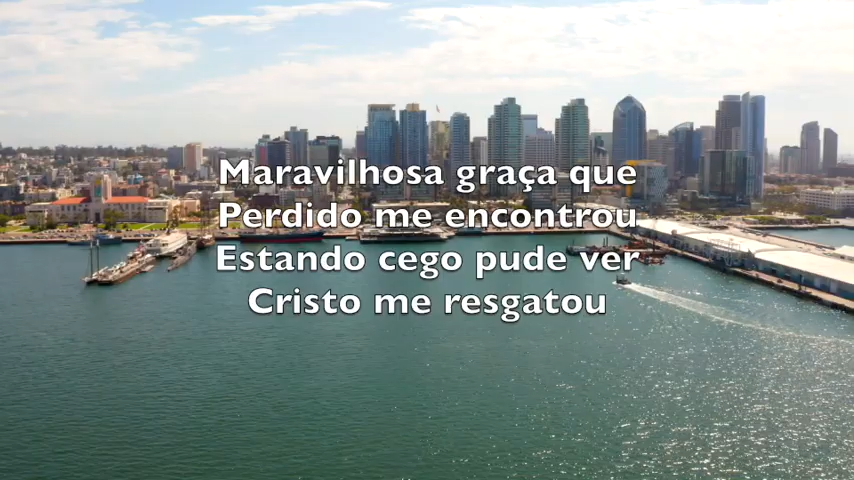 Maravilhosa graça que
Perdido me encontrou
Estando cego pude ver
Cristo me resgatou